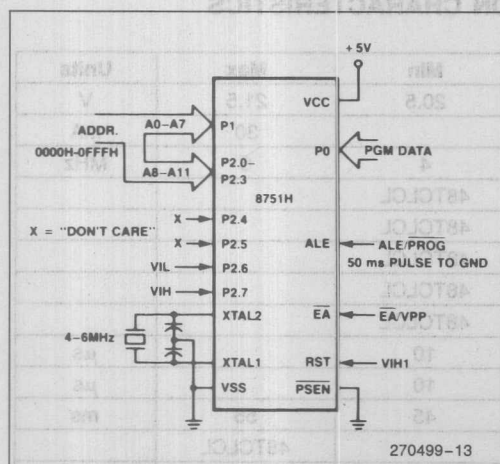 + 5V
VCC
A0-A7
P1
ADDR.
0000H-0FFFH
P0
PGM DATA
P2.0-
P2.3
A8-A11
8751H
X
P2.4
X = "DON'T CARE"
X
P2.5
ALE
ALE/PROG
50 ms PULSE TO GND
VIL
P2.6
VIH
P2.7
XTAL2
EA
EA/VPP
4-6MHz
XTAL1
RST
VIH1
VSS
PSEN
270499-13
Min
Max
Units
20.5
21.5
V
30
4
MHz
48TCLCL
48TCLCL
48TCLCL
48TCLCL
10
µs
10
µs
45
55
ms
48TCLCL